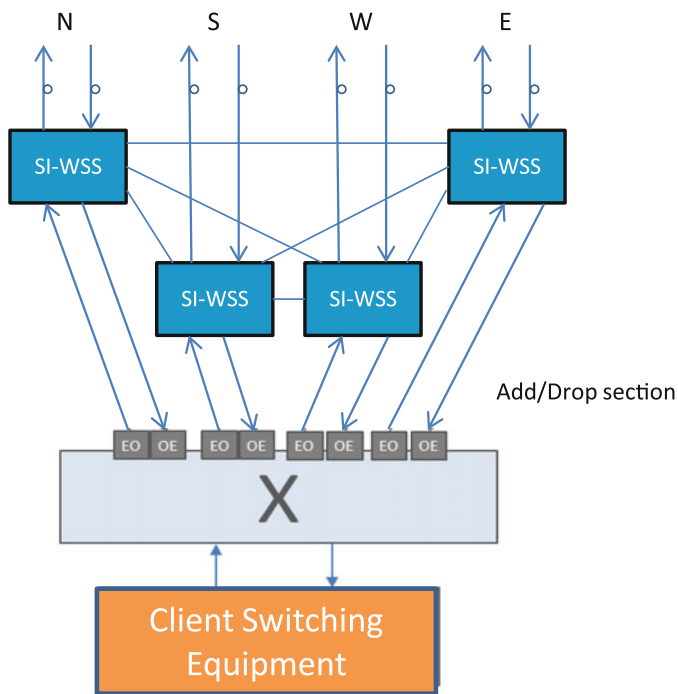 N S W E
SI-WSS SI-WSS
SI-WSS SI-WSS
Add/Drop section
EO OE EO OE EO OE EO OE
X
Client Switching
Equipment